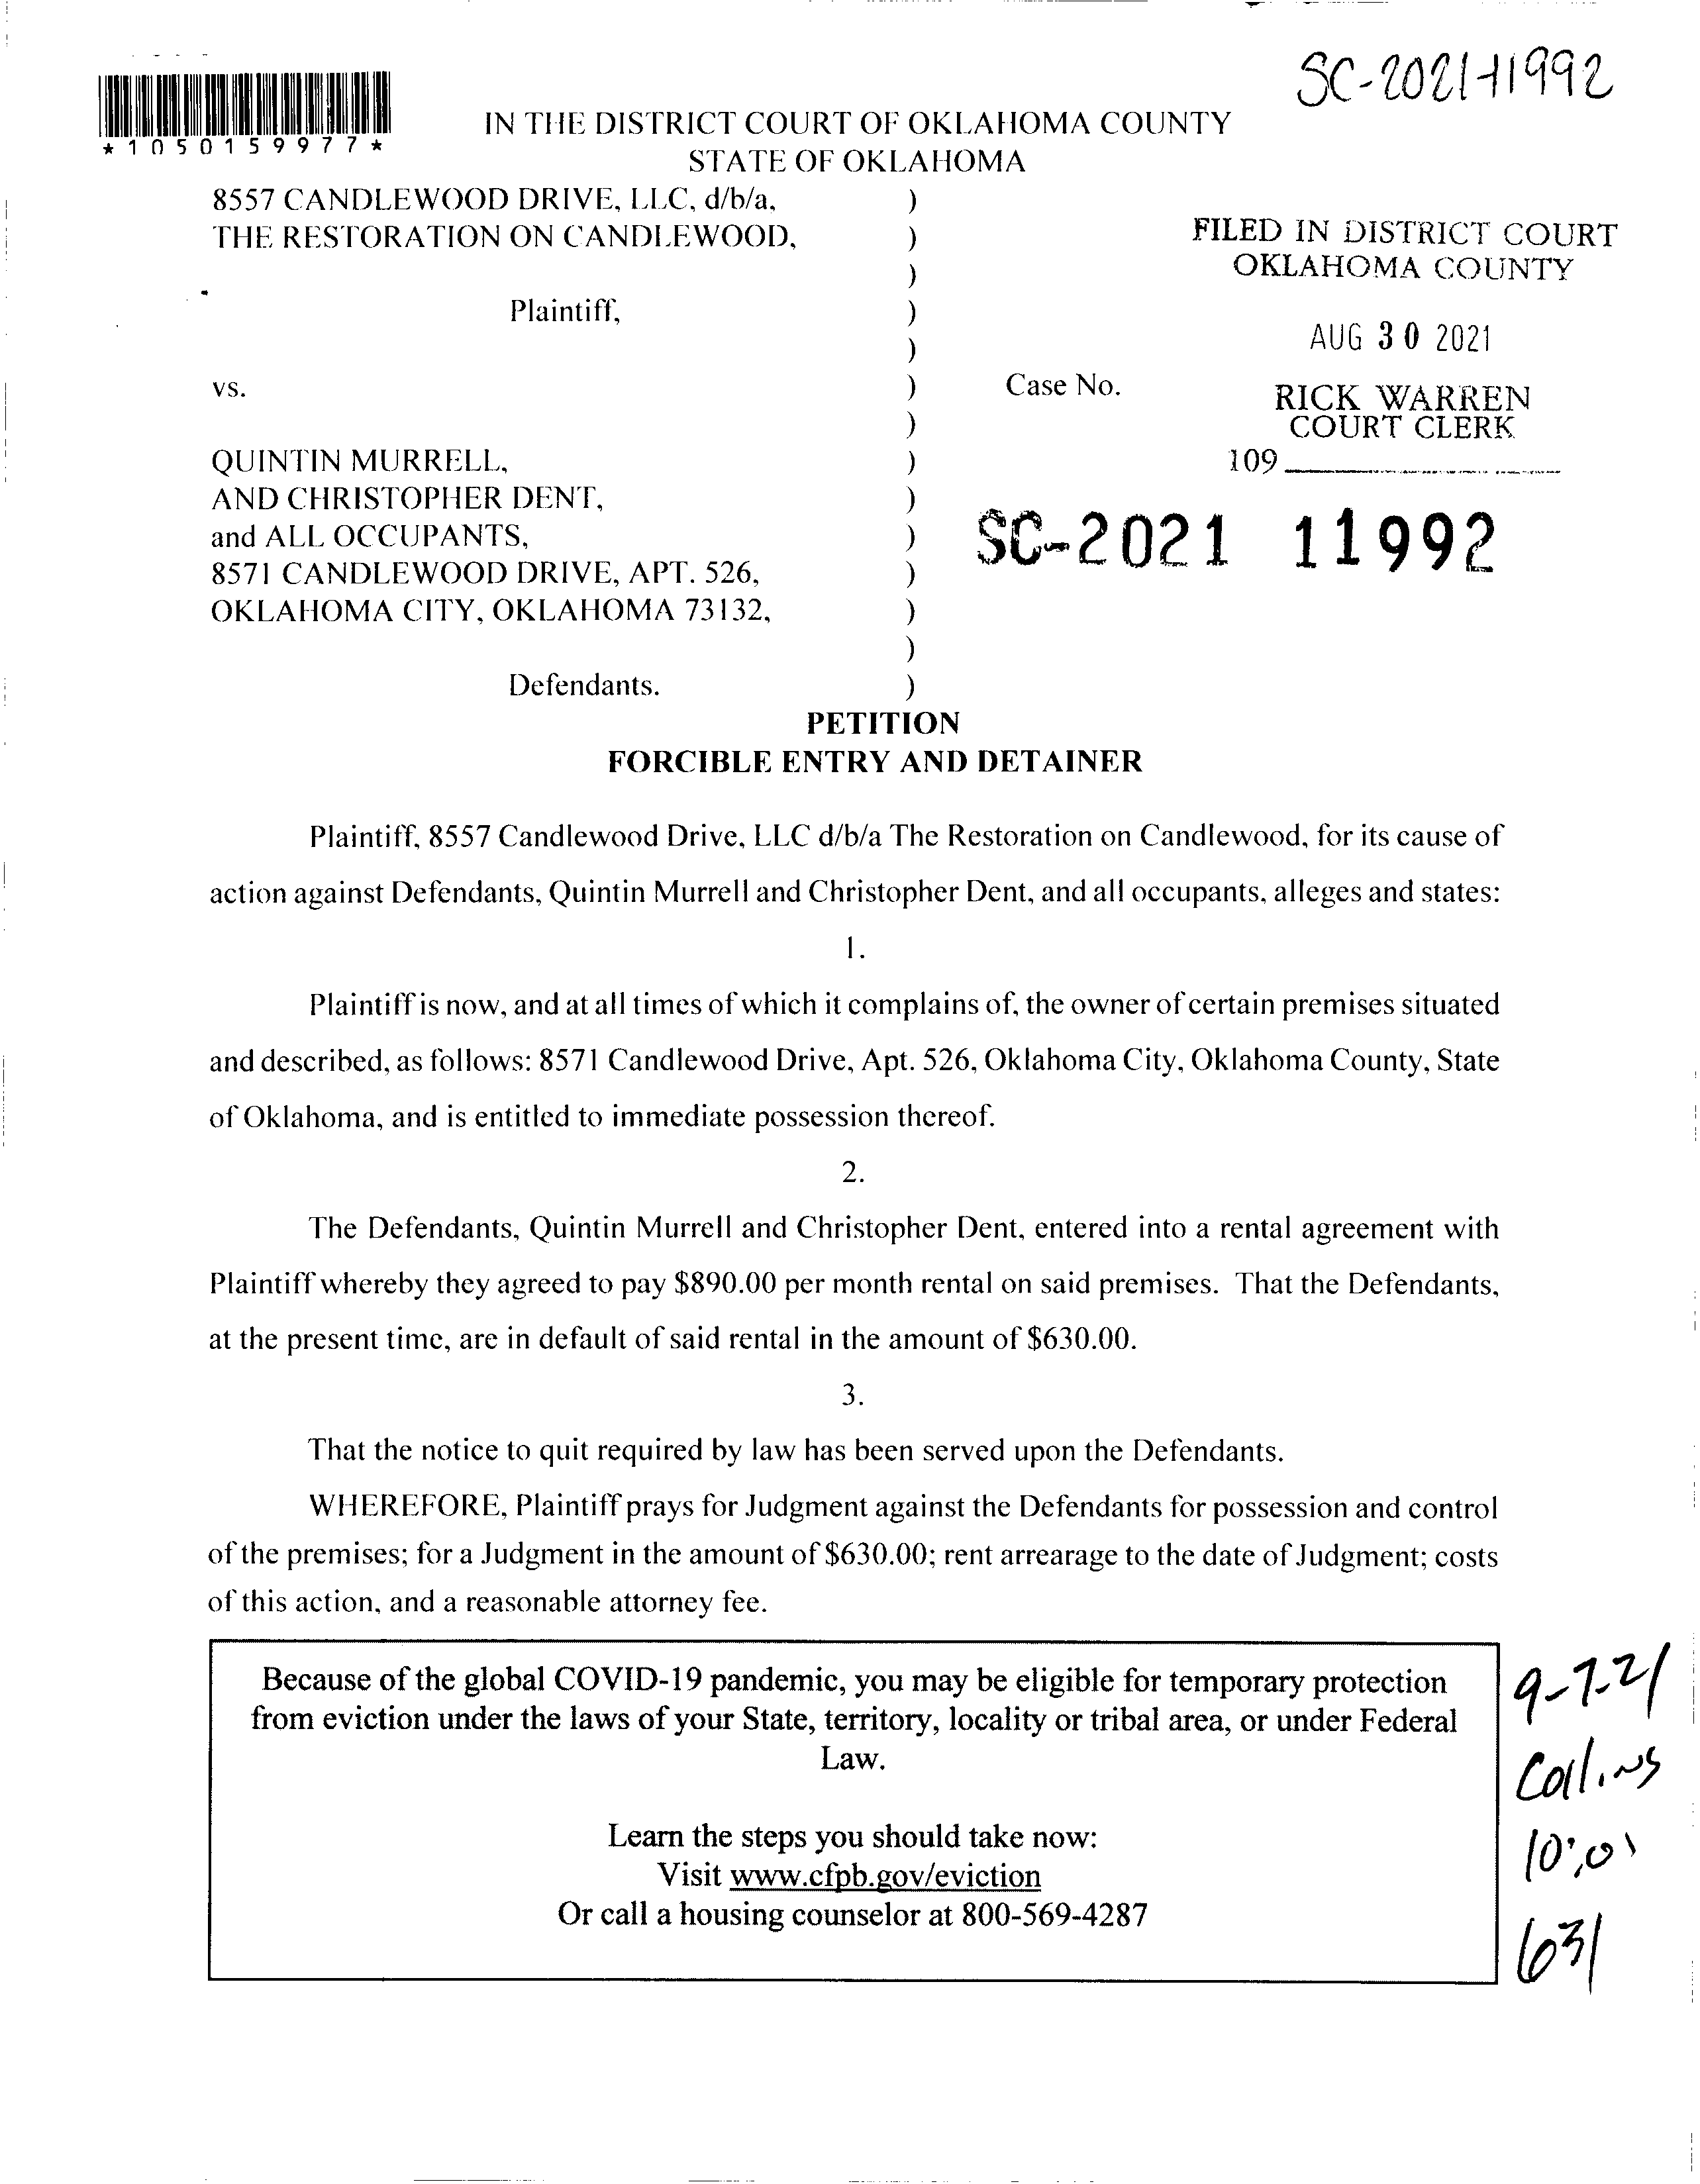 SC-2021-11992
*1050159977*
IN THE DISTRICT COURT OF OKLAHOMA COUNTY
STATE OF OKLAHOMA
8557 CANDLEWOOD DRIVE, LLC, d/b/a, )
THE RESTORATION ON CANDLEWOOD, )
)
Plaintiff, )
)
vs. ) Case No.
)
QUINTIN MURRELL, )
AND CHRISTOPHER DENT, )
and ALL OCCUPANTS, )
8571 CANDLEWOOD DRIVE, APT. 526, )
OKLAHOMA CITY, OKLAHOMA 73132, )
)
Defendants. )
FILED IN DISTRICT COURT
OKLAHOMA COUNTY
AUG 30 2021
RICK WARREN
COURT CLERK
109
SC-2021 11992
PETITION
FORCIBLE ENTRY AND DETAINER
Plaintiff, 8557 Candlewood Drive, LLC d/b/a The Restoration on Candlewood, for its cause of
action against Defendants, Quintin Murrell and Christopher Dent, and all occupants, alleges and states:
1.
Plaintiff is now, and at all times of which it complains of, the owner of certain premises situated
and described, as follows: 8571 Candlewood Drive, Apt. 526, Oklahoma City, Oklahoma County, State
of Oklahoma, and is entitled to immediate possession thereof.
2.
The Defendants, Quintin Murrell and Christopher Dent, entered into a rental agreement with
Plaintiff whereby they agreed to pay $890.00 per month rental on said premises. That the Defendants,
at the present time, are in default of said rental in the amount of $630.00.
3.
That the notice to quit required by law has been served upon the Defendants.
WHEREFORE, Plaintiff prays for Judgment against the Defendants for possession and control
of the premises; for a Judgment in the amount of $630.00; rent arrearage to the date of Judgment; costs
of this action, and a reasonable attorney fee.
Because of the global COVID-19 pandemic, you may be eligible for temporary protection
from eviction under the laws of your State, territory, locality or tribal area, or under Federal
Law.
Learn the steps you should take now:
Visit www.cfpb.gov/eviction
Or call a housing counselor at 800-569-4287
9-7-21
Collins
631